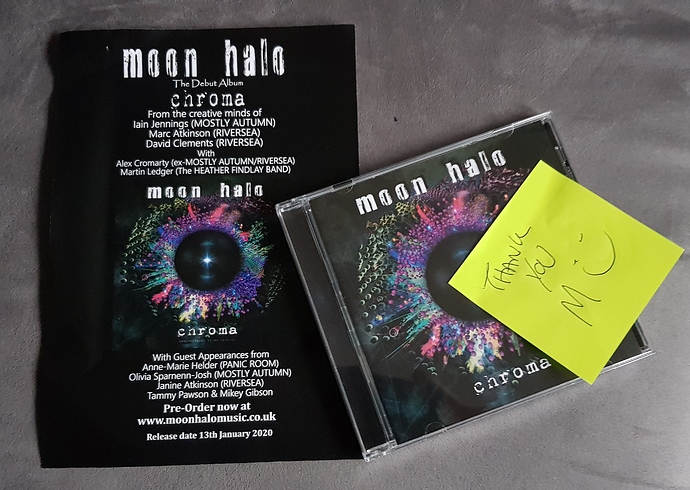 moon halo
The Debut Album
chroma
From the creative minds of
Iain Jennings (MOSTLY AUTUMN)
Marc Atkinson (RIVERSEA)
David Clements (RIVERSEA)
With
Alex Cromarty (ex-MOSTLY AUTUMN/RIVERSEA)
Martin Ledger (The HEATHER FINDLAY BAND)
moon halo
chroma
With Guest Appearances from
Anne-Marie Helder (PANIC ROOM)
Olivia Sparnenn-Josh (MOSTLY AUTUMN)
Janine Atkinson (RIVERSEA)
Tammy Pawson & Mikey Gibson
Pre-Order now at
www.moonhalomusic.co.uk
Release date 13th January 2020
moon halo
chroma
THANK
YOU
M